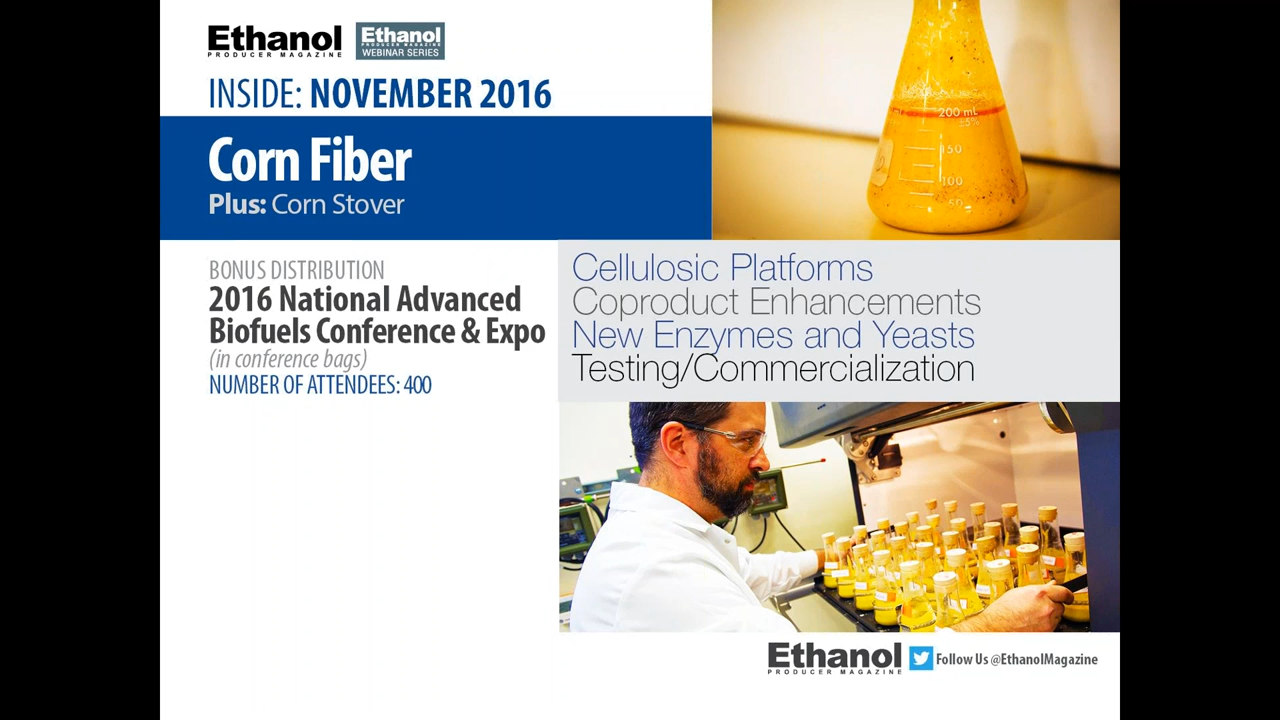 Ethanol
PRODUCER MAGAZINE
Ethanol
PRODUCER MAGAZINE
WEBINAR SERIES
INSIDE: NOVEMBER 2016
Corn Fiber
Plus: Corn Stover
200 mL
±5%
150
100
50
BONUS DISTRIBUTION
2016 National Advanced
Biofuels Conference & Expo
(in conference bags)
NUMBER OF ATTENDEES: 400
Cellulosic Platforms
Coproduct Enhancements
New Enzymes and Yeasts
Testing/Commercialization
Ethanol
PRODUCER MAGAZINE
Follow Us @EthanolMagazine